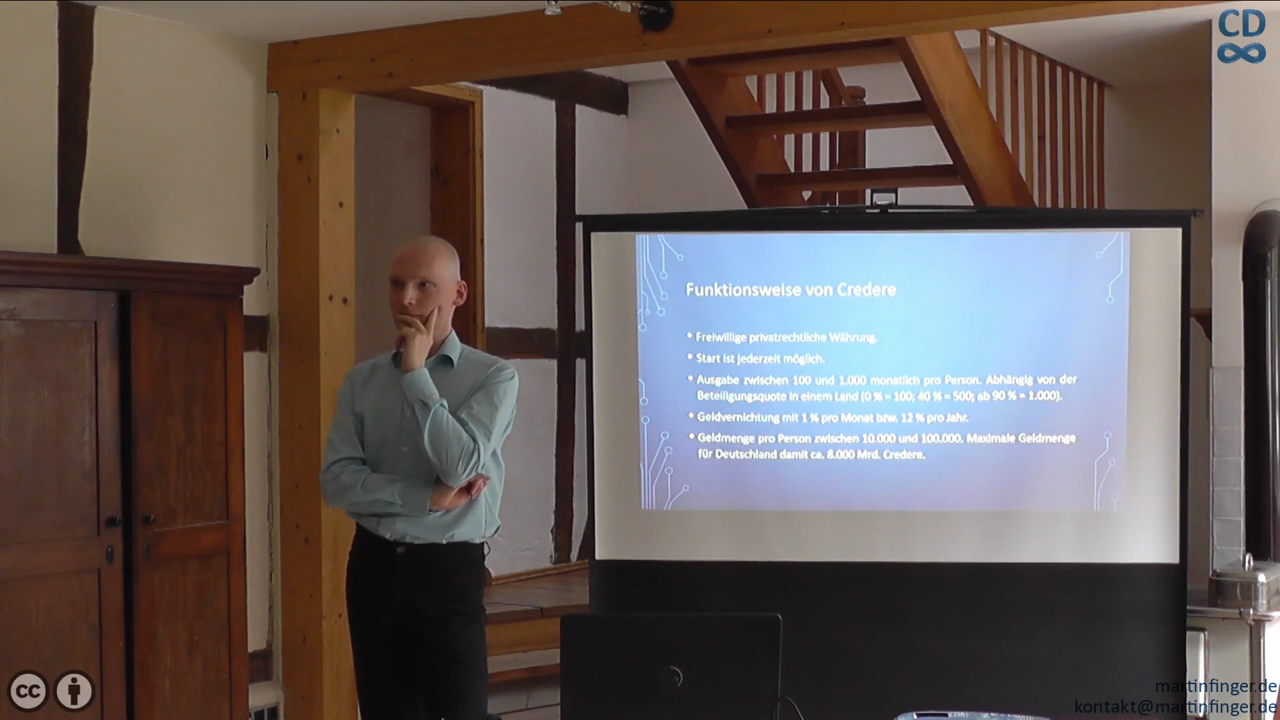 CD
Funktionsweise von Credere
• Freiwillige privatrechtliche Währung.
• Start ist jederzeit möglich.
• Ausgabe zwischen 100 und 1.000 monatlich pro Person. Abhängig von der
Beteiligungsquote in einem Land (0 % = 100; 40 % = 500; ab 90 % = 1.000).
• Geldvernichtung mit 1 % pro Monat bzw. 12 % pro Jahr.
• Geldmenge pro Person zwischen 10.000 und 100.000. Maximale Geldmenge
für Deutschland damit ca. 8.000 Mrd. Credere.
cc
martinfinger.de
kontakt@martinfinger.de